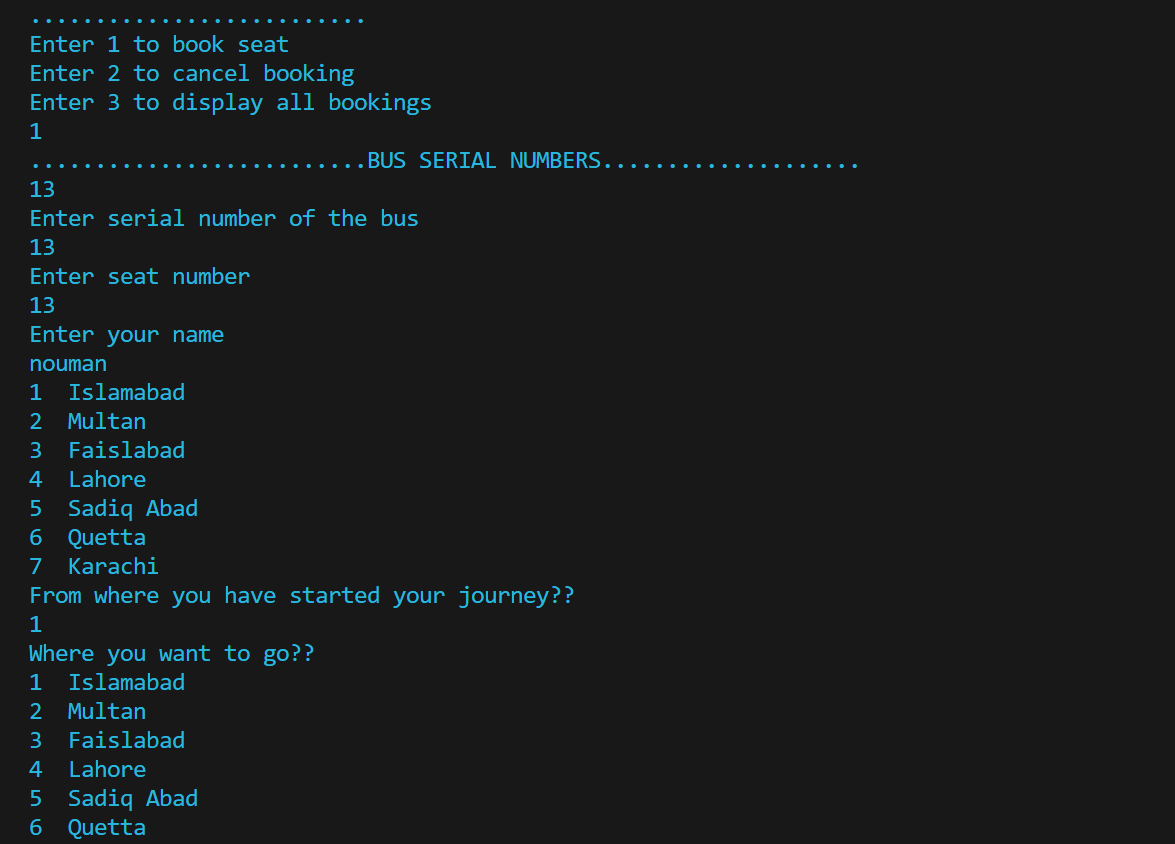 ..........................
Enter 1 to book seat
Enter 2 to cancel booking
Enter 3 to display all bookings
1
..........................BUS SERIAL NUMBERS....................
13
Enter serial number of the bus
13
Enter seat number
13
Enter your name
nouman
1  Islamabad
2  Multan
3  Faislabad
4  Lahore
5  Sadiq Abad
6  Quetta
7  Karachi
From where you have started your journey??
1
Where you want to go??
1  Islamabad
2  Multan
3  Faislabad
4  Lahore
5  Sadiq Abad
6  Quetta